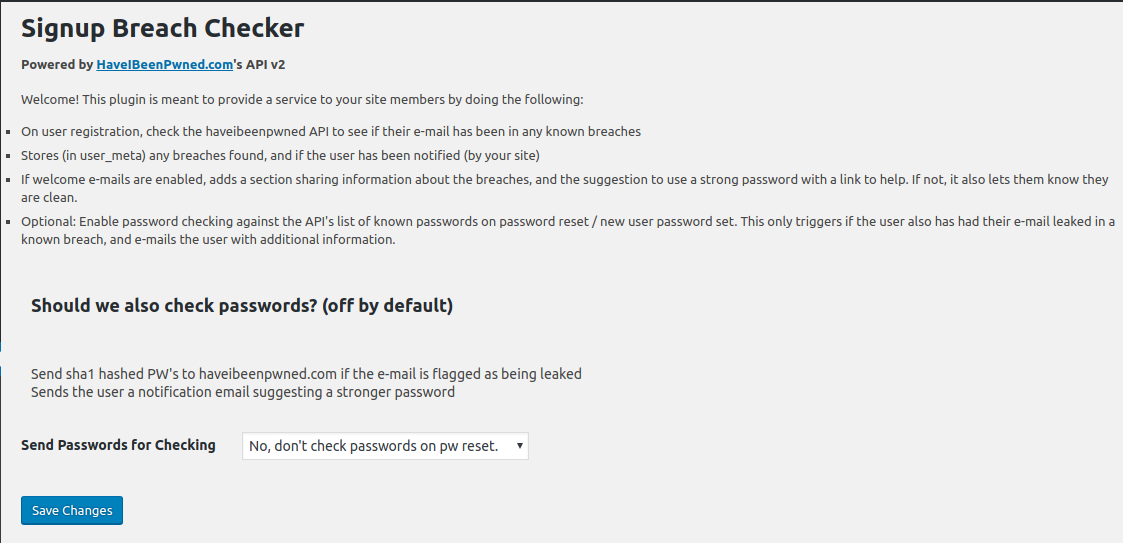 Signup Breach Checker
Powered by HaveIBeenPwned.com's API v2
Welcome! This plugin is meant to provide a service to your site members by doing the following:
On user registration, check the haveibeenpwned API to see if their e-mail has been in any known breaches
Stores (in user_meta) any breaches found, and if the user has been notified (by your site)
If welcome e-mails are enabled, adds a section sharing information about the breaches, and the suggestion to use a strong password with a link to help. If not, it also lets them know they
are clean.
Optional: Enable password checking against the API's list of known passwords on password reset / new user password set. This only triggers if the user also has had their e-mail leaked in a
known breach, and e-mails the user with additional information.
Should we also check passwords? (off by default)
Send sha1 hashed PW's to haveibeenpwned.com if the e-mail is flagged as being leaked
Sends the user a notification email suggesting a stronger password
Send Passwords for Checking
No, don't check passwords on pw reset.
Save Changes